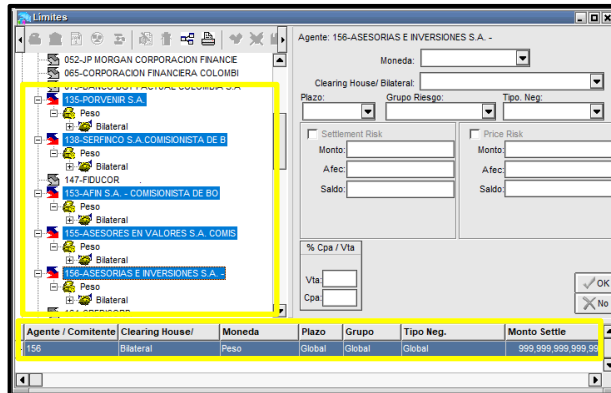 Límites
052-JP MORGAN CORPORACION FINANCIE
065-CORPORACION FINANCIERA COLOMBI
135-PORVENIR S.A.
Peso
Bilateral
138-SERFINCO S.A.COMISIONISTA DE B
Peso
Bilateral
147-FIDUCOR
153-AFIN S.A. - COMISIONISTA DE BO
Peso
Bilateral
155-ASESORES EN VALORES S.A. COMIS
Peso
Bilateral
156-ASESORIAS E INVERSIONES S.A. -
Peso
Bilateral
Agente: 156-ASESORIAS E INVERSIONES S.A. -
Moneda:
Clearing House/ Bilateral:
Plazo: Grupo Riesgo: Tipo. Neg:
Settlement Risk Price Risk
Monto: Monto:
Afec: Afec:
Saldo: Saldo:
% Cpa / Vta
Vta:
Cpa:
OK
No
Agente / Comitente Clearing House/ Moneda Plazo Grupo Tipo Neg. Monto Settle
156 Bilateral Peso Global Global Global 999,999,999,999,99